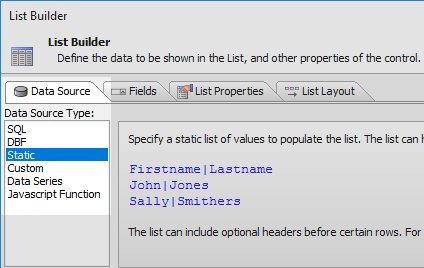 List Builder
List Builder
Define the data to be shown in the List, and other properties of the control.
Data Source
Fields
List Properties
List Layout
Data Source Type:
SQL
DBF
Static
Custom
Data Series
Javascript Function
Specify a static list of values to populate the list. The list can
Firstname|Lastname
John|Jones
Sally|Smithers
The list can include optional headers before certain rows. For